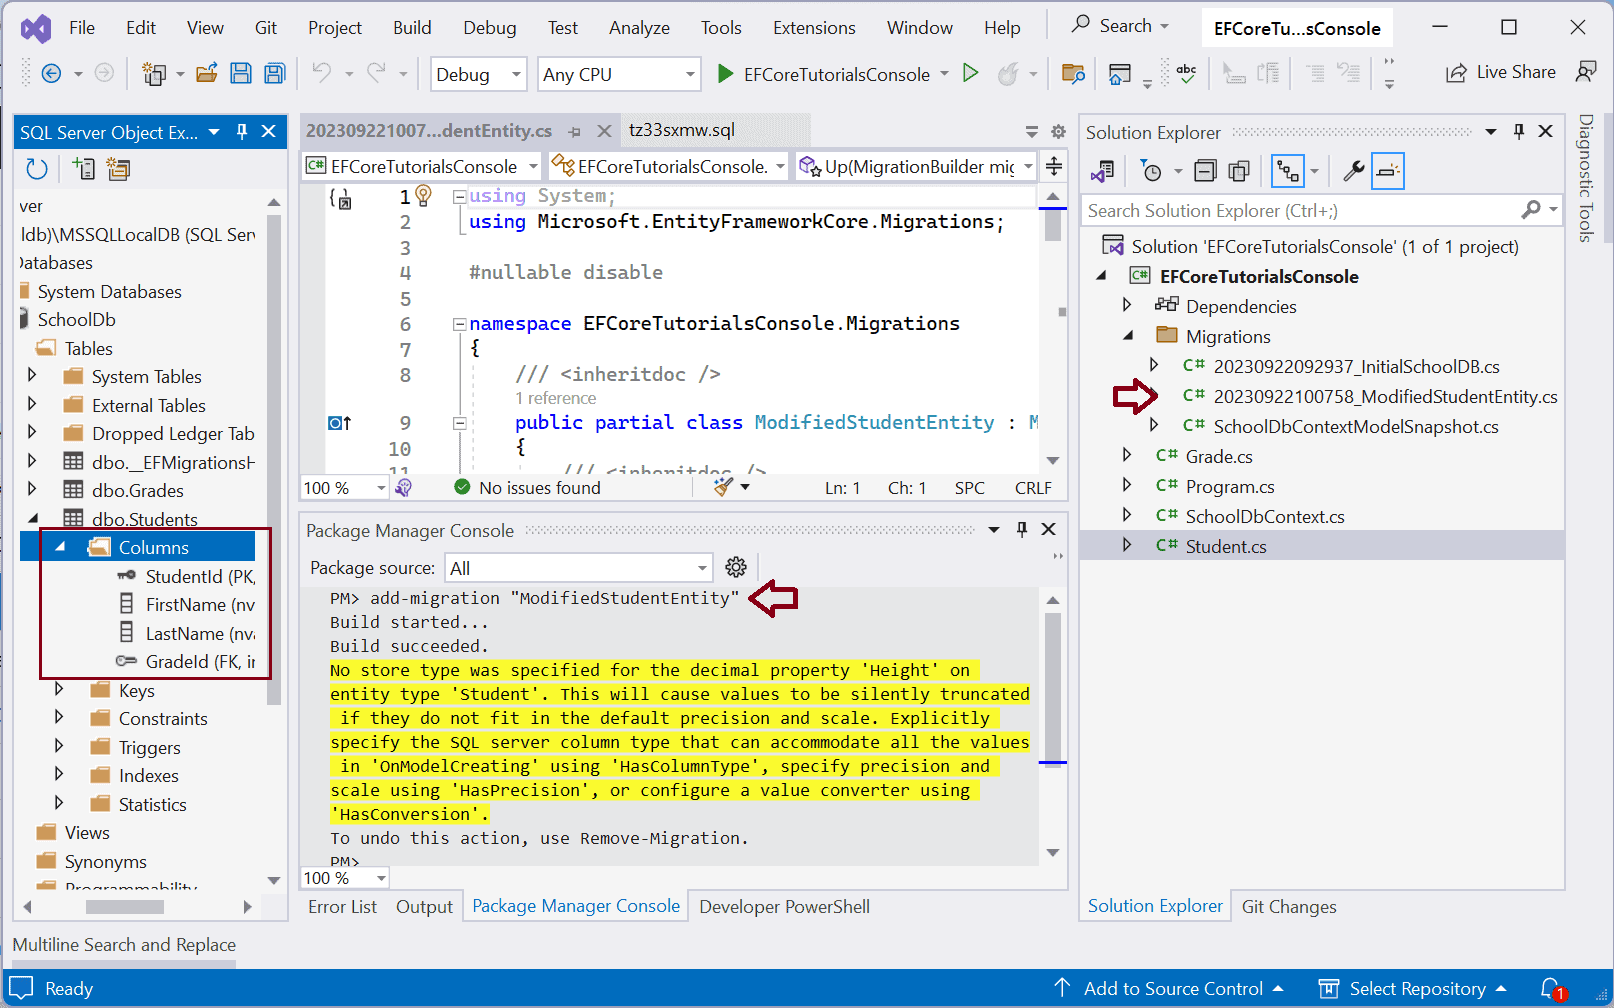 File Edit View Git Project Build Debug Test Analyze Tools Extensions Window Help Search EFCoreTu...sConsole
Debug Any CPU EFCoreTutorialsConsole abc Live Share
SQL Server Object Ex...
ver
ldb)\MSSQLLocalDB (SQL Ser
Databases
System Databases
SchoolDb
Tables
System Tables
External Tables
Dropped Ledger Tab
dbo.__EFMigrationsH
dbo.Grades
dbo.Students
Columns
StudentId (PK,
FirstName (nv
LastName (nva
GradeId (FK, in
Keys
Constraints
Triggers
Indexes
Statistics
Views
Synonyms
Programmability
202309221007...dentEntity.cs tz33sxmw.sql
C# EFCoreTutorialsConsole EFCoreTutorialsConsole. Up(MigrationBuilder mig
1 using System;
2 using Microsoft.EntityFrameworkCore.Migrations;
3
4 #nullable disable
5
6 namespace EFCoreTutorialsConsole.Migrations
7 {
8 /// <inheritdoc />
1 reference
9 public partial class ModifiedStudentEntity : M
10 {
11 /// <inheritdoc />
100 % No issues found Ln: 1 Ch: 1 SPC CRLF
Package Manager Console
Package source: All
PM> add-migration "ModifiedStudentEntity"
Build started...
Build succeeded.
No store type was specified for the decimal property 'Height' on
entity type 'Student'. This will cause values to be silently truncated
if they do not fit in the default precision and scale. Explicitly
specify the SQL server column type that can accommodate all the values
in 'OnModelCreating' using 'HasColumnType', specify precision and
scale using 'HasPrecision', or configure a value converter using
'HasConversion'.
To undo this action, use Remove-Migration.
PM>
100 %
Error List Output Package Manager Console Developer PowerShell
Solution Explorer
Search Solution Explorer (Ctrl+;)
Solution 'EFCoreTutorialsConsole' (1 of 1 project)
C# EFCoreTutorialsConsole
Dependencies
Migrations
C# 20230922092937_InitialSchoolDB.cs
C# 20230922100758_ModifiedStudentEntity.cs
C# SchoolDbContextModelSnapshot.cs
C# Grade.cs
C# Program.cs
C# SchoolDbContext.cs
C# Student.cs
Solution Explorer Git Changes
Diagnostic Tools
Multiline Search and Replace
Ready Add to Source Control Select Repository 1